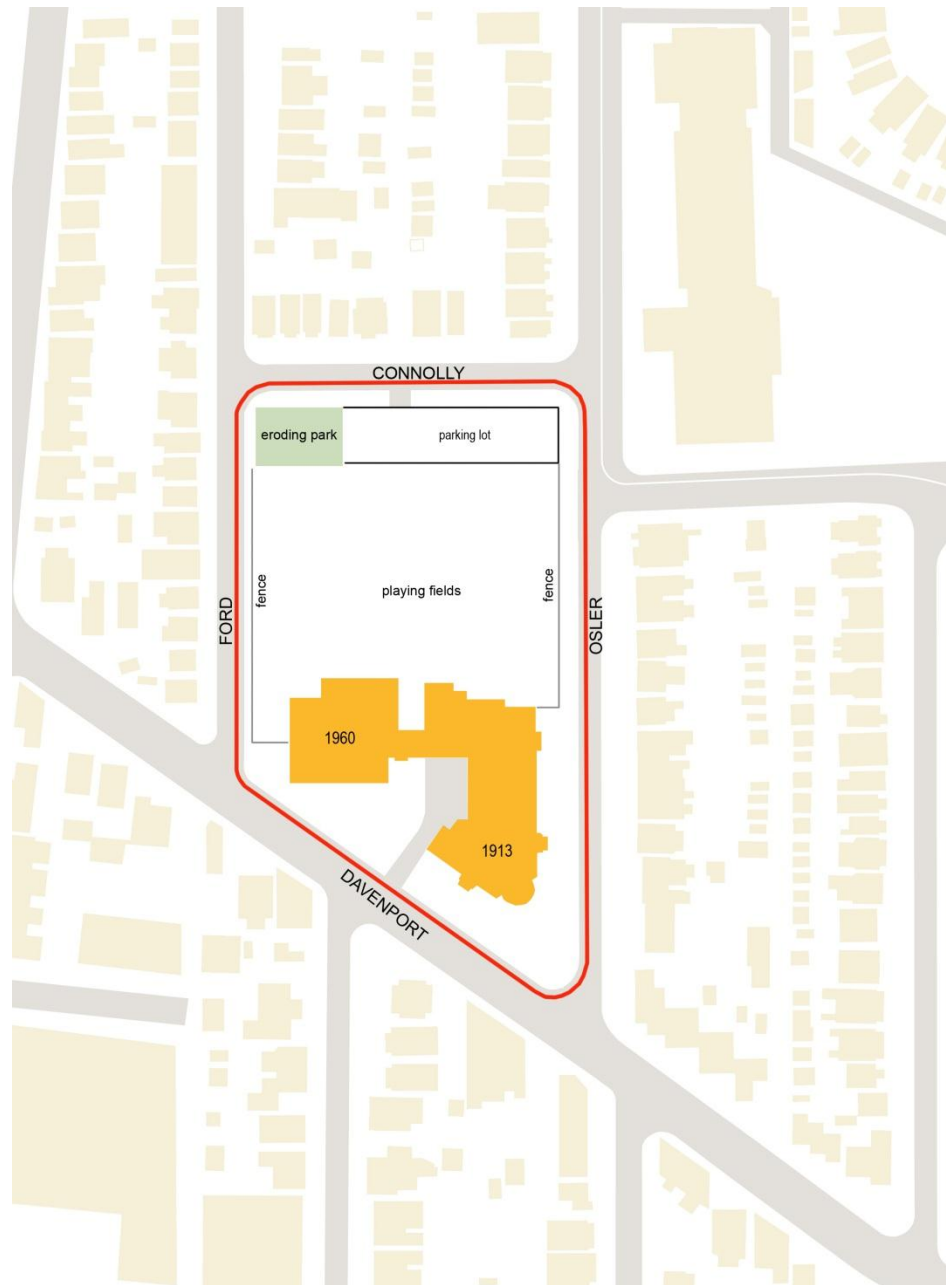 CONNOLLY
eroding park
parking lot
fence
playing fields
fence
FORD
OSLER
1960
1913
DAVENPORT